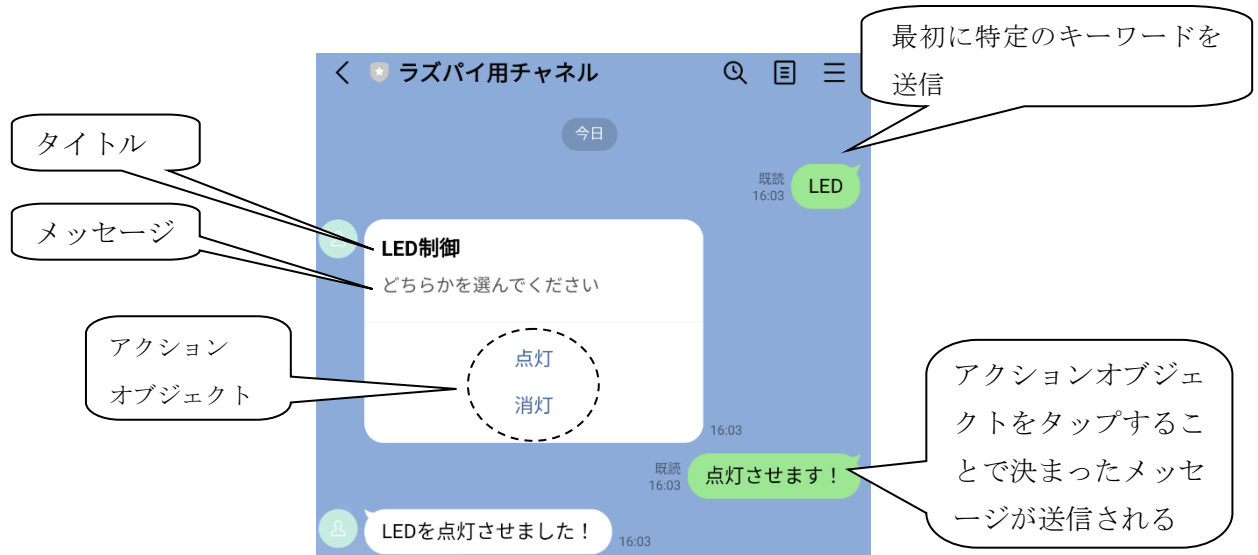 最初に特定のキーワードを
送信
ラズパイ用チャネル
今日
タイトル
既読
16:03
LED
メッセージ
LED制御
どちらかを選んでください
アクション
オブジェクト
点灯
消灯
16:03
アクションオブジェ
クトをタップするこ
とで決まったメッセ
ージが送信される
既読
16:03
点灯させます！
LEDを点灯させました！
16:03